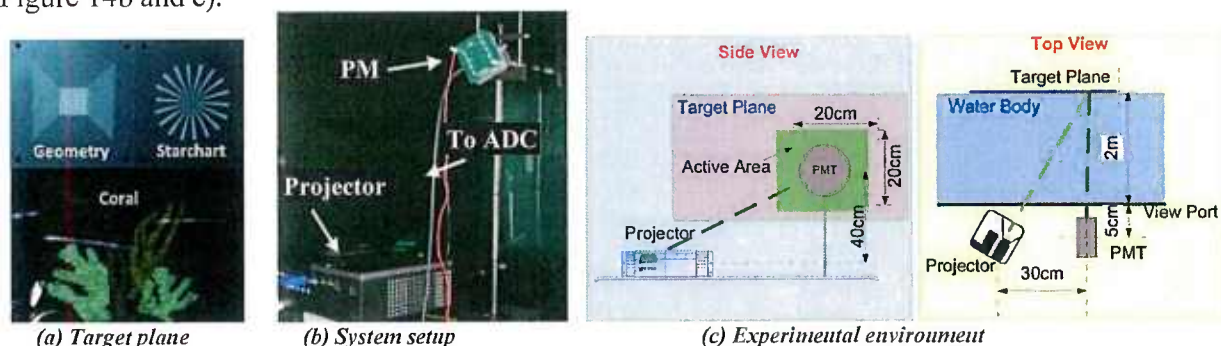 Figure 14b and c).
Geometry
Starchart
Coral
PM
To ADC
Projector
Side View
Target Plane
20cm
Active Area
PMT
20cm
40cm
Projector
Top View
Target Plane
Water Body
2m
View Port
5cm
PMT
Projector
30cm
(a) Target plane
(b) System setup
(c) Experimental environment